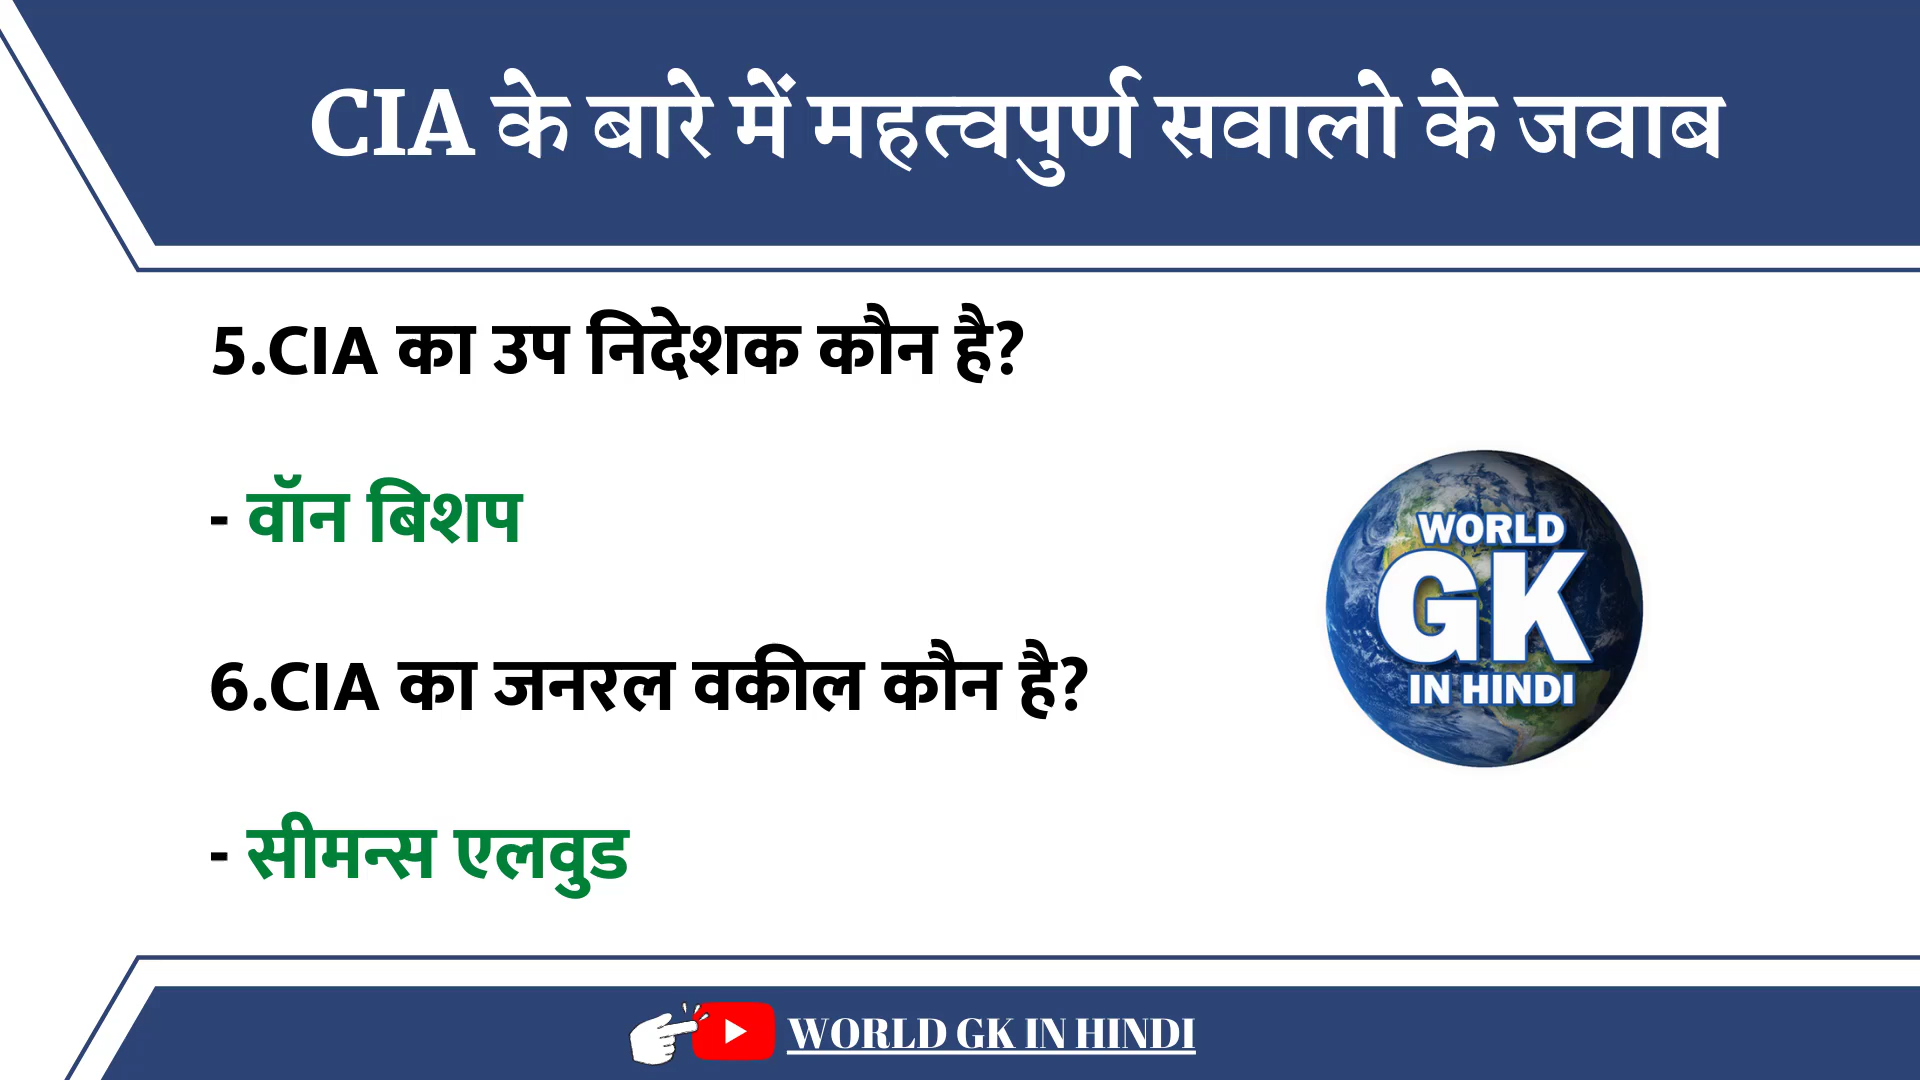 CIA के बारे में महत्वपुर्ण सवालो के जवाब
5.CIA का उप निदेशक कौन है?
- वॉन बिशप
6.CIA का जनरल वकील कौन है?
- सीमन्स एलवुड
WORLD
GK
IN HINDI
WORLD GK IN HINDI